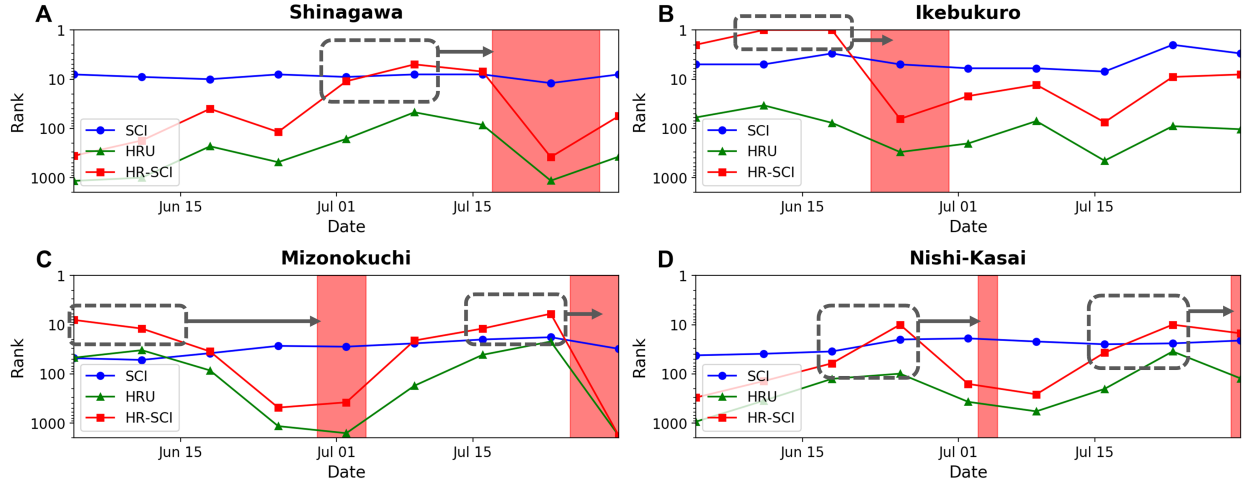 A
Shinagawa
1
10
100
1000
Rank
SCI
HRU
HR-SCI
Jun 15
Jul 01
Jul 15
Date
B
Ikebukuro
1
10
100
1000
Rank
SCI
HRU
HR-SCI
Jun 15
Jul 01
Jul 15
Date
C
Mizonokuchi
1
10
100
1000
Rank
SCI
HRU
HR-SCI
Jun 15
Jul 01
Jul 15
Date
D
Nishi-Kasai
1
10
100
1000
Rank
SCI
HRU
HR-SCI
Jun 15
Jul 01
Jul 15
Date